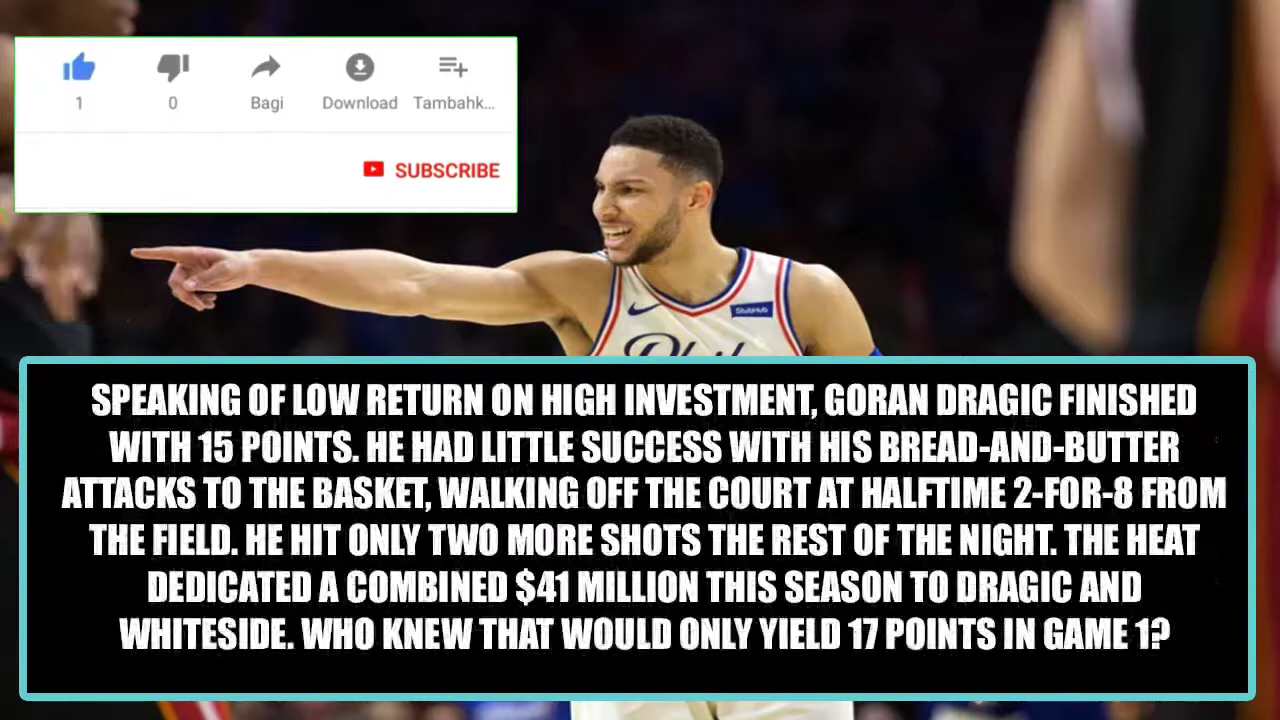 1
0
Bagi
Download
Tambahk...
SUBSCRIBE
StubHub
SPEAKING OF LOW RETURN ON HIGH INVESTMENT, GORAN DRAGIC FINISHED
WITH 15 POINTS. HE HAD LITTLE SUCCESS WITH HIS BREAD-AND-BUTTER
ATTACKS TO THE BASKET, WALKING OFF THE COURT AT HALFTIME 2-FOR-8 FROM
THE FIELD. HE HIT ONLY TWO MORE SHOTS THE REST OF THE NIGHT. THE HEAT
DEDICATED A COMBINED $41 MILLION THIS SEASON TO DRAGIC AND
WHITESIDE. WHO KNEW THAT WOULD ONLY YIELD 17 POINTS IN GAME 1?